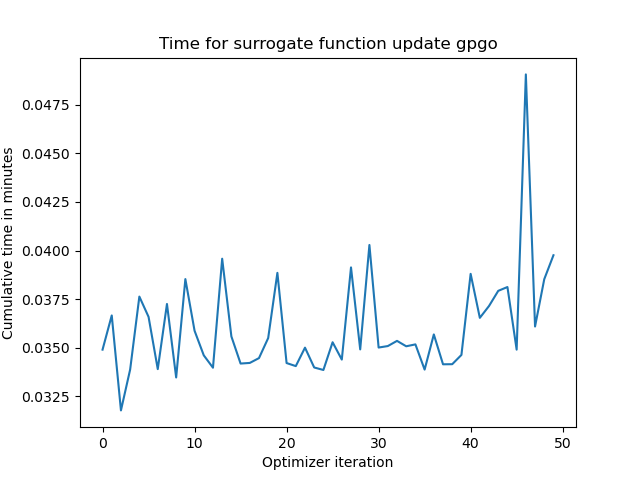 Time for surrogate function update gpgo
Cumulative time in minutes
0.0475
0.0450
0.0425
0.0400
0.0375
0.0350
0.0325
0 10 20 30 40 50
Optimizer iteration